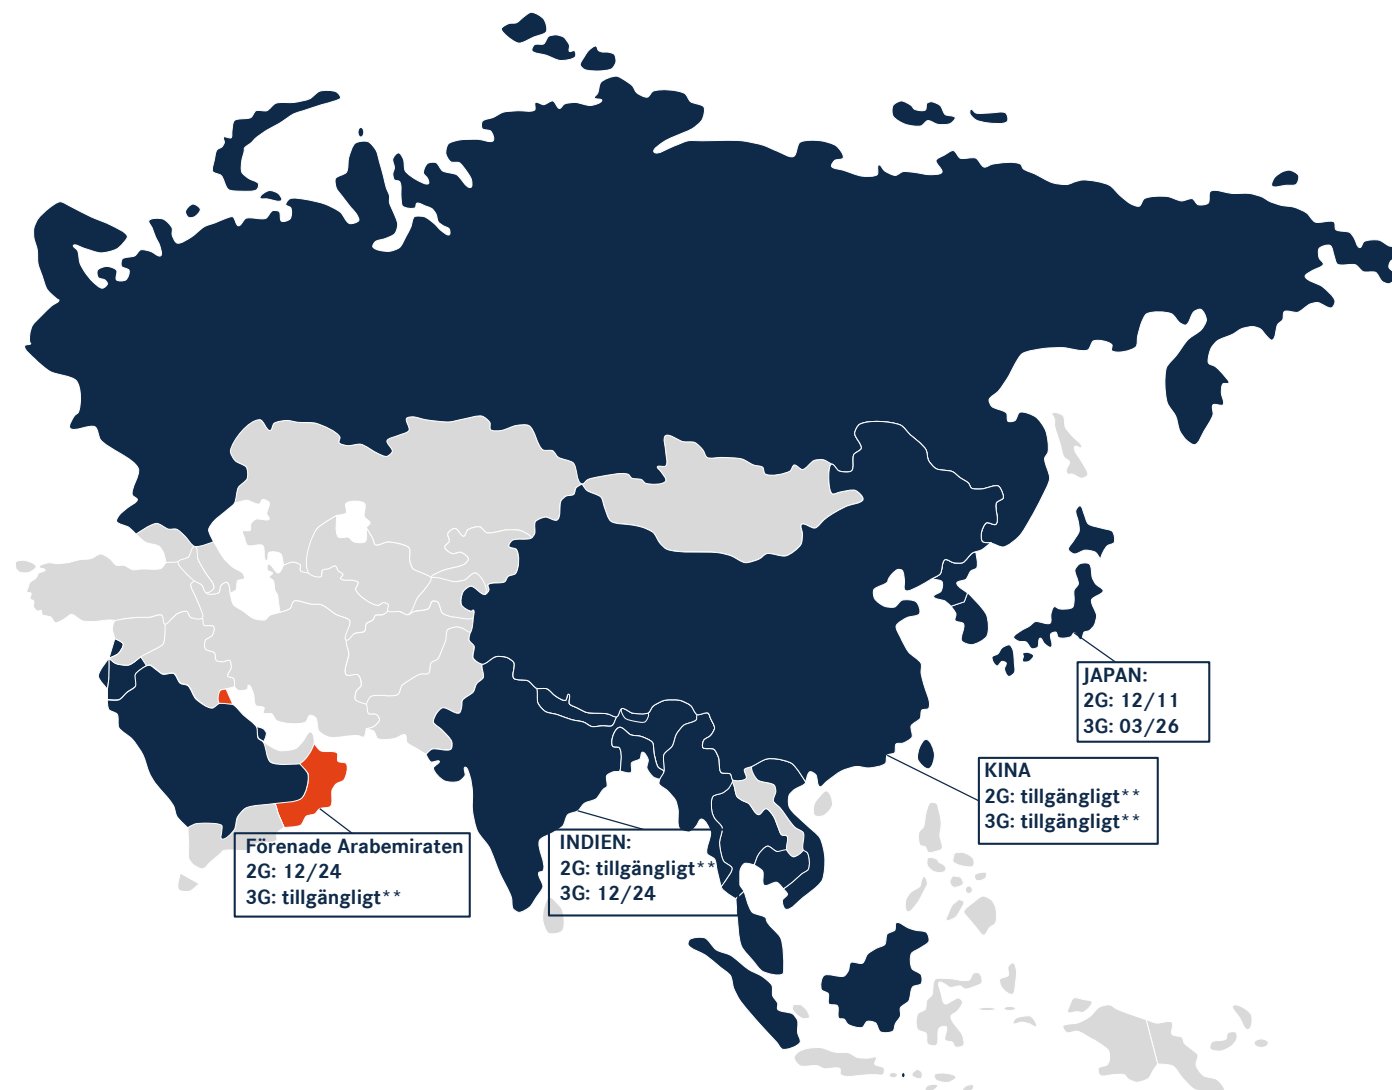 JAPAN:
2G: 12/11
3G: 03/26
KINA
2G: tillgängligt**
3G: tillgängligt**
Förenade Arabemiraten
2G: 12/24
3G: tillgängligt**
INDIEN:
2G: tillgängligt**
3G: 12/24